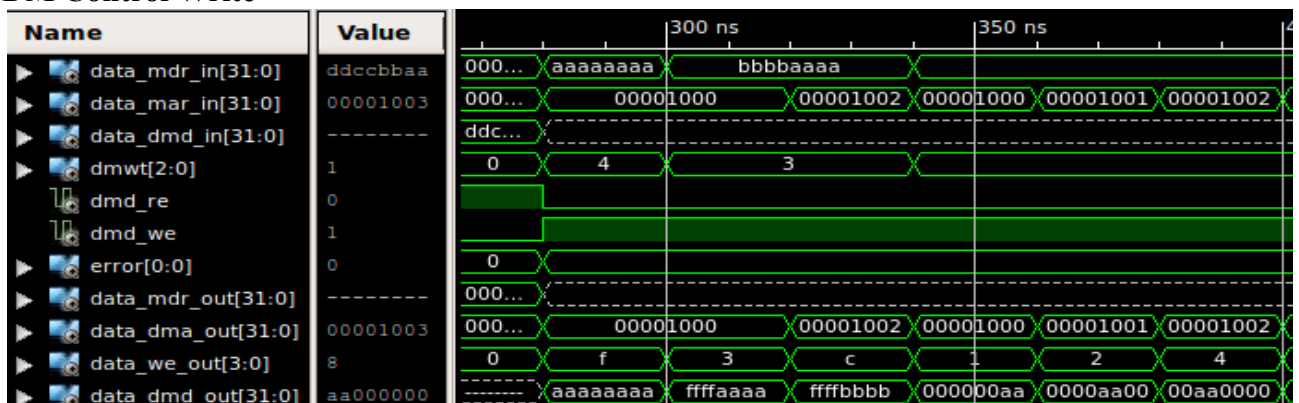 DM Control Write
Name Value 300 ns 350 ns
data_mdr_in[31:0] ddccbbaa 000... aaaaaaaa bbbbaaaa
data_mar_in[31:0] 00001003 000... 00001000 00001002 00001000 00001001 00001002
data_dmd_in[31:0] -------- ddc...
dmwt[2:0] 1 0 4 3
dmd_re 0
dmd_we 1
error[0:0] 0 0
data_mdr_out[31:0] -------- 000...
data_dma_out[31:0] 00001003 000... 00001000 00001002 00001000 00001001 00001002
data_we_out[3:0] 8 0 f 3 c 1 2 4
data_dmd_out[31:0] aa000000 -------- aaaaaaaa ffffaaaa ffffbbbb 000000aa 0000aa00 00aa0000